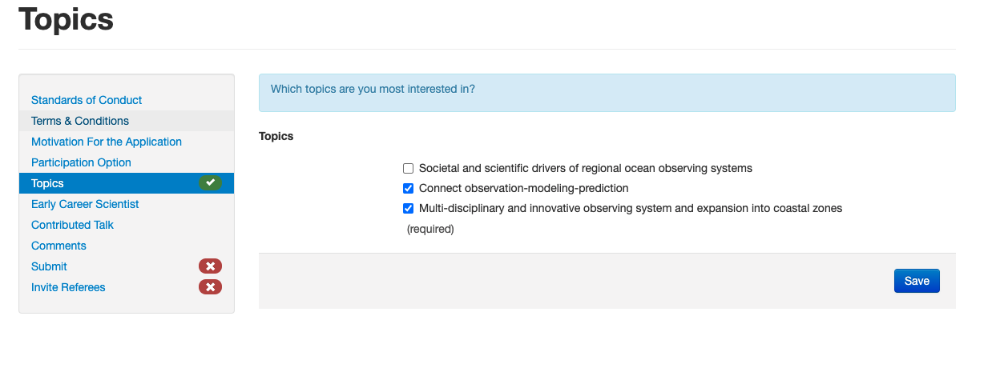 Topics
Standards of Conduct
Terms & Conditions
Motivation For the Application
Participation Option
Topics
Early Career Scientist
Contributed Talk
Comments
Submit
Invite Referees
Which topics are you most interested in?
Topics
Societal and scientific drivers of regional ocean observing systems
Connect observation-modeling-prediction
Multi-disciplinary and innovative observing system and expansion into coastal zones
(required)
Save